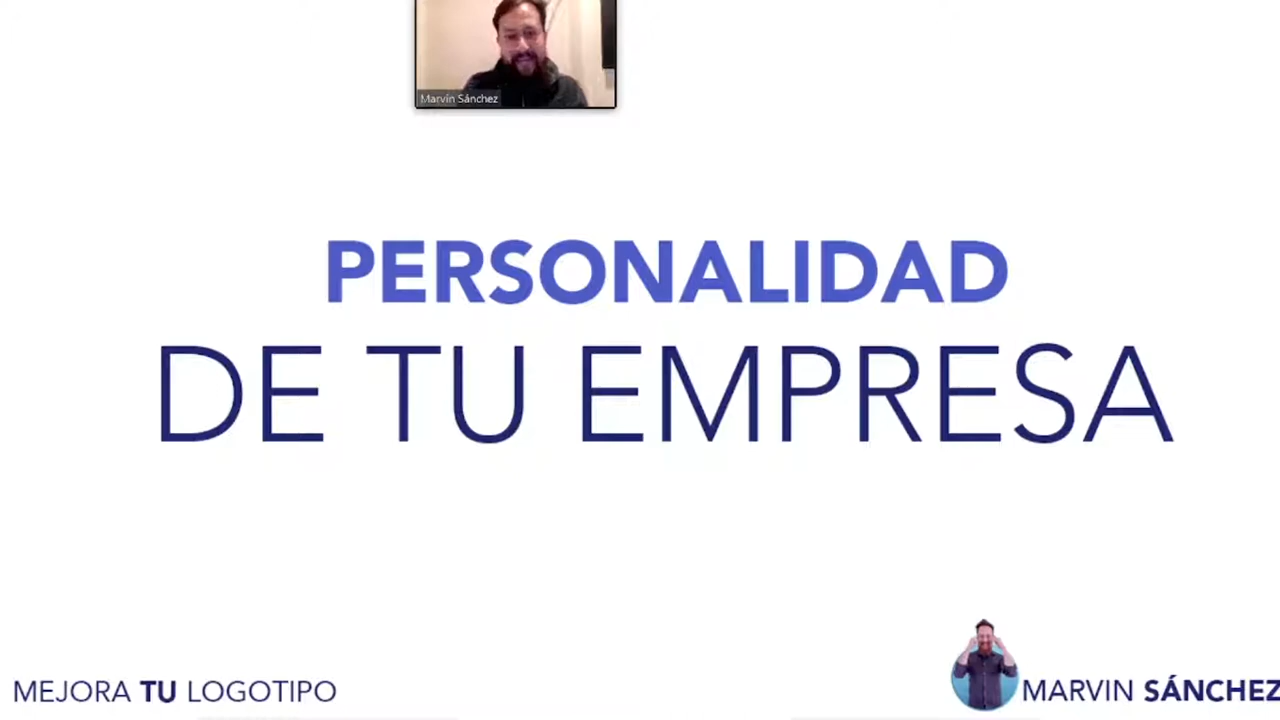 Marvin Sánchez
PERSONALIDAD
DE TU EMPRESA
MEJORA TU LOGOTIPO
MARVIN SÁNCHEZ